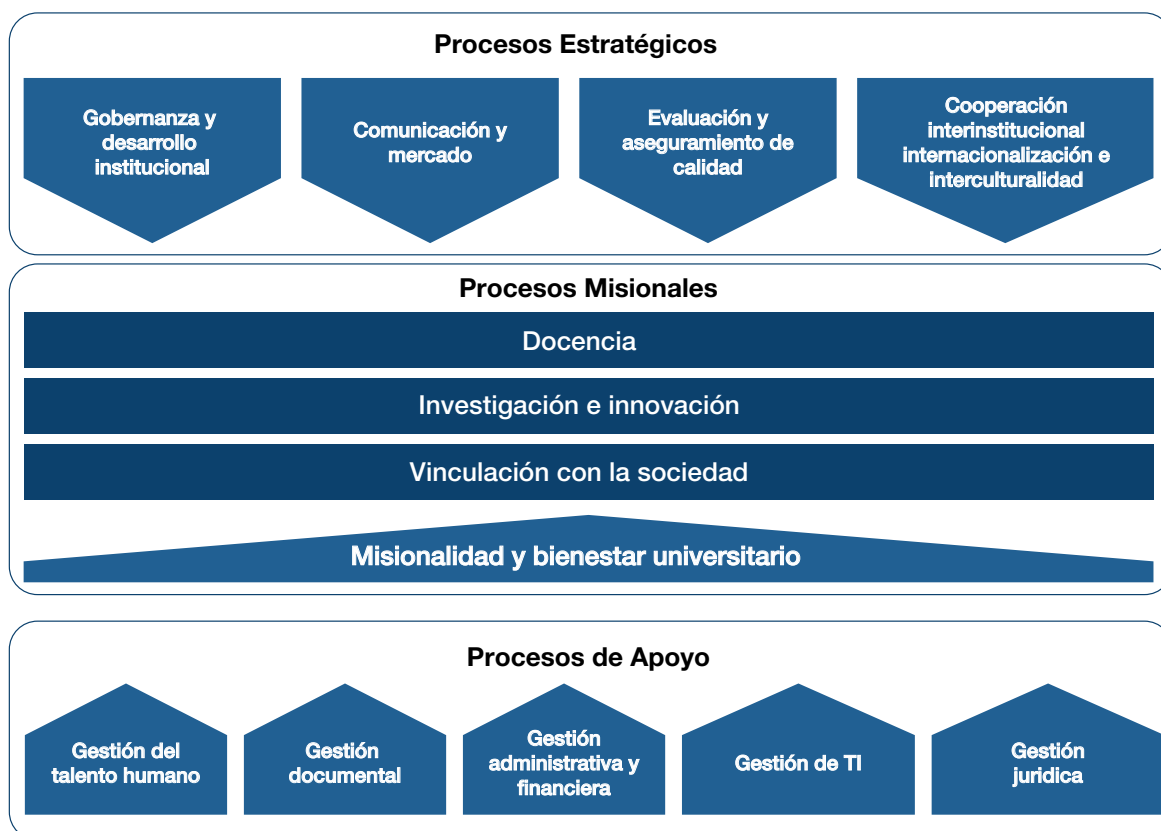 Procesos Estratégicos
Gobernanza y
desarrollo
institucional
Comunicación y
mercado
Evaluación y
aseguramiento de
calidad
Cooperación
interinstitucional
internacionalización e
interculturalidad
Procesos Misionales
Docencia
Investigación e innovación
Vinculación con la sociedad
Misionalidad y bienestar universitario
Procesos de Apoyo
Gestión del
talento humano
Gestión
documental
Gestión
administrativa y
financiera
Gestión de TI
Gestión
juridica